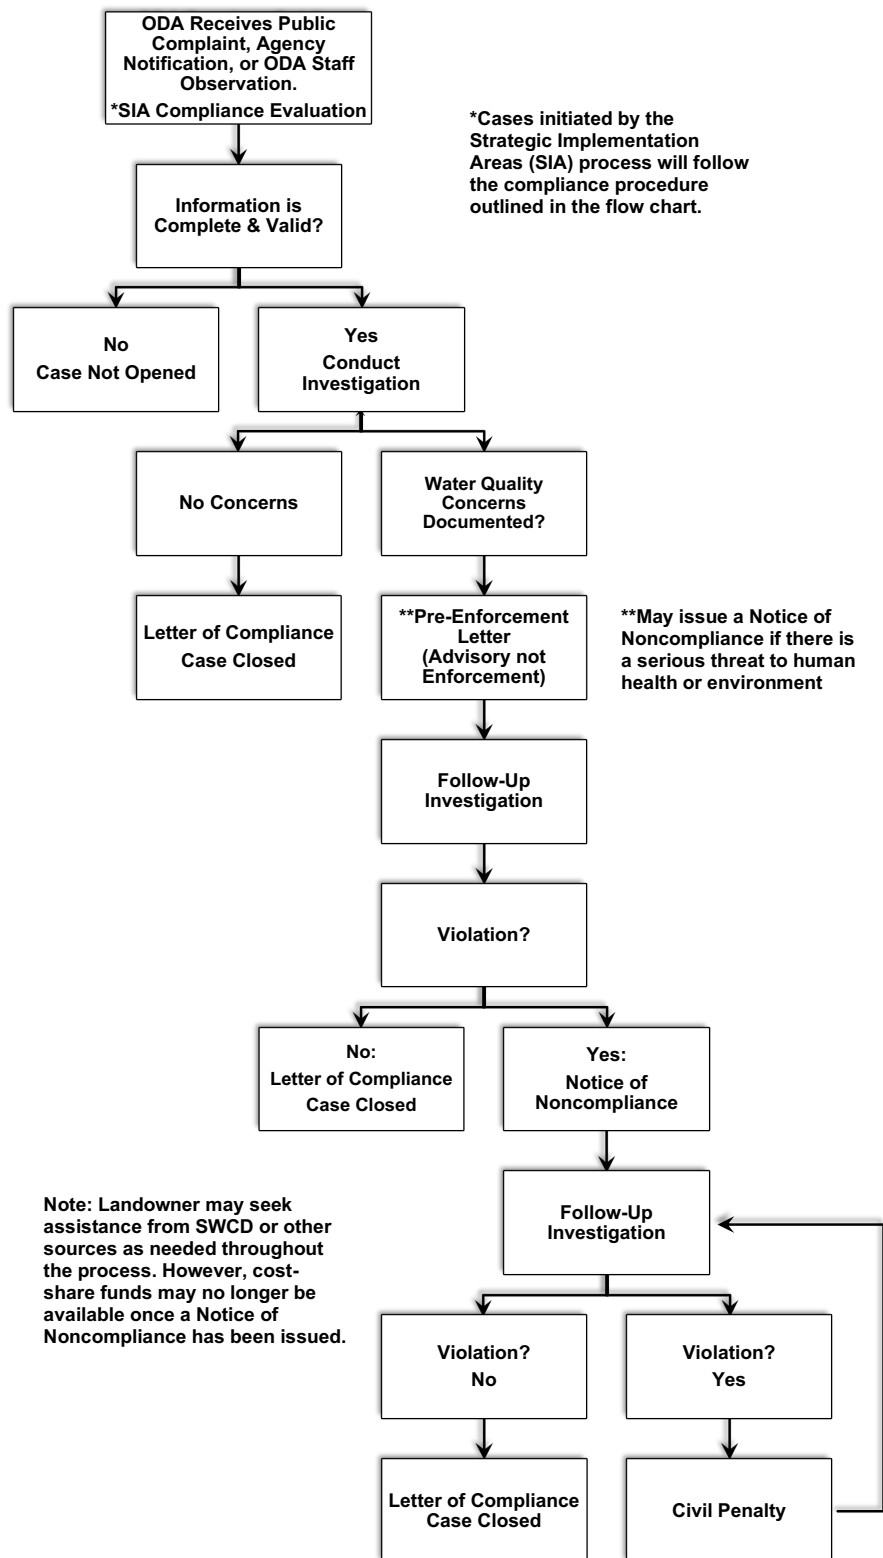 ODA Receives Public
Complaint, Agency
Notification, or ODA Staff
Observation.
*SIA Compliance Evaluation
*Cases initiated by the
Strategic Implementation
Areas (SIA) process will follow
the compliance procedure
outlined in the flow chart.
Information is
Complete & Valid?
No
Case Not Opened
Yes
Conduct
Investigation
No Concerns
Water Quality
Concerns
Documented?
Letter of Compliance
Case Closed
**Pre-Enforcement
Letter
(Advisory not
Enforcement)
**May issue a Notice of
Noncompliance if there is
a serious threat to human
health or environment
Follow-Up
Investigation
Violation?
No:
Letter of Compliance
Case Closed
Yes:
Notice of
Noncompliance
Note: Landowner may seek
assistance from SWCD or other
sources as needed throughout
the process. However, cost-
share funds may no longer be
available once a Notice of
Noncompliance has been issued.
Follow-Up
Investigation
Violation?
No
Violation?
Yes
Letter of Compliance
Case Closed
Civil Penalty